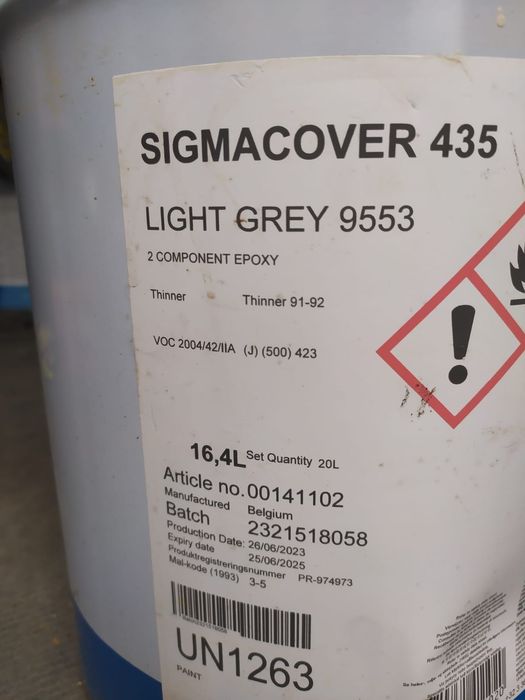 SIGMACOVER 435
LIGHT GREY 9553
2 COMPONENT EPOXY
Thinner Thinner 91-92
VOC 2004/42/IIA (J) (500) 423
16,4L Set Quantity 20L
Article no. 00141102
Manufactured Belgium
Batch 2321518058
Production Date: 26/06/2023
Expiry date 25/06/2025
Produktregistreringsnummer PR-974973
Mal-kode (1993) 3-5
UN1263
PAINT